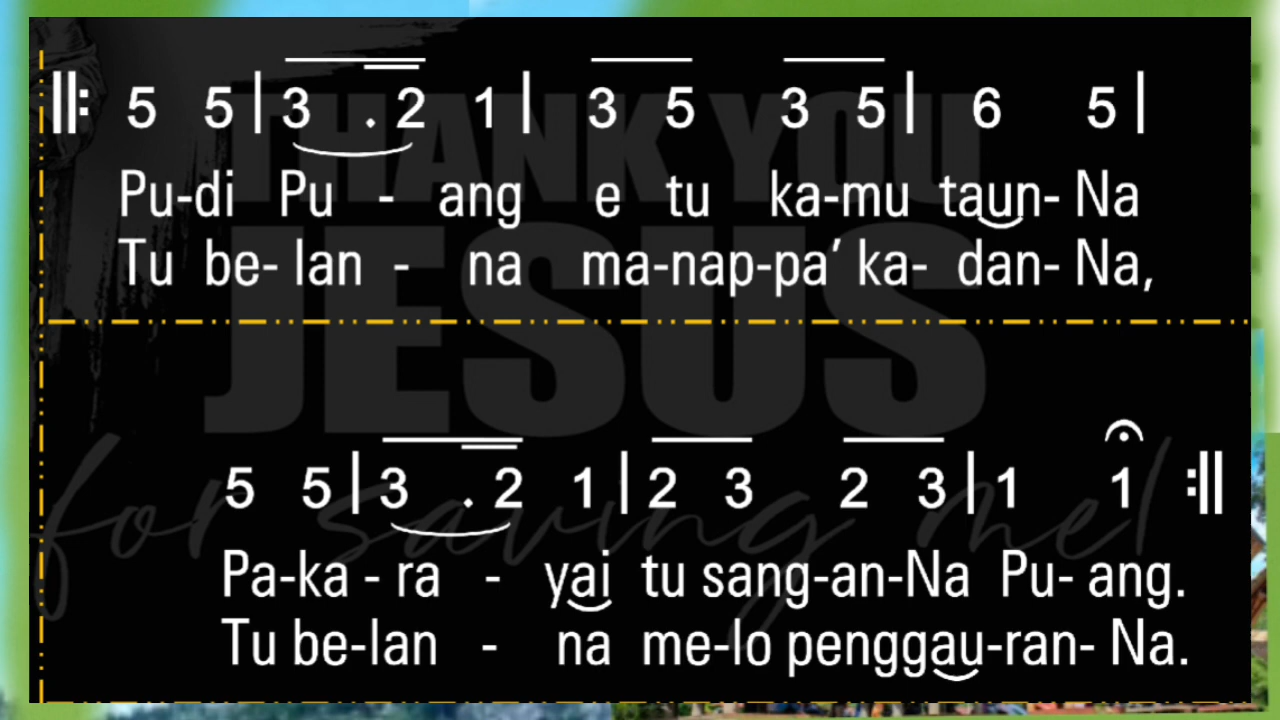 ‖: 5 5 | 3 . 2 1 | 3 5 3 5 | 6 5 |
Pu-di Pu - ang e tu ka-mu taun- Na
Tu be- lan - na ma-nap-pa’ ka- dan- Na,
5 5 | 3 . 2 1 | 2 3 2 3 | 1 1 :‖
Pa-ka - ra - yai tu sang-an-Na Pu- ang.
Tu be-lan - na me-lo penggau-ran- Na.
THANK YOU
JESUS
for saving me!